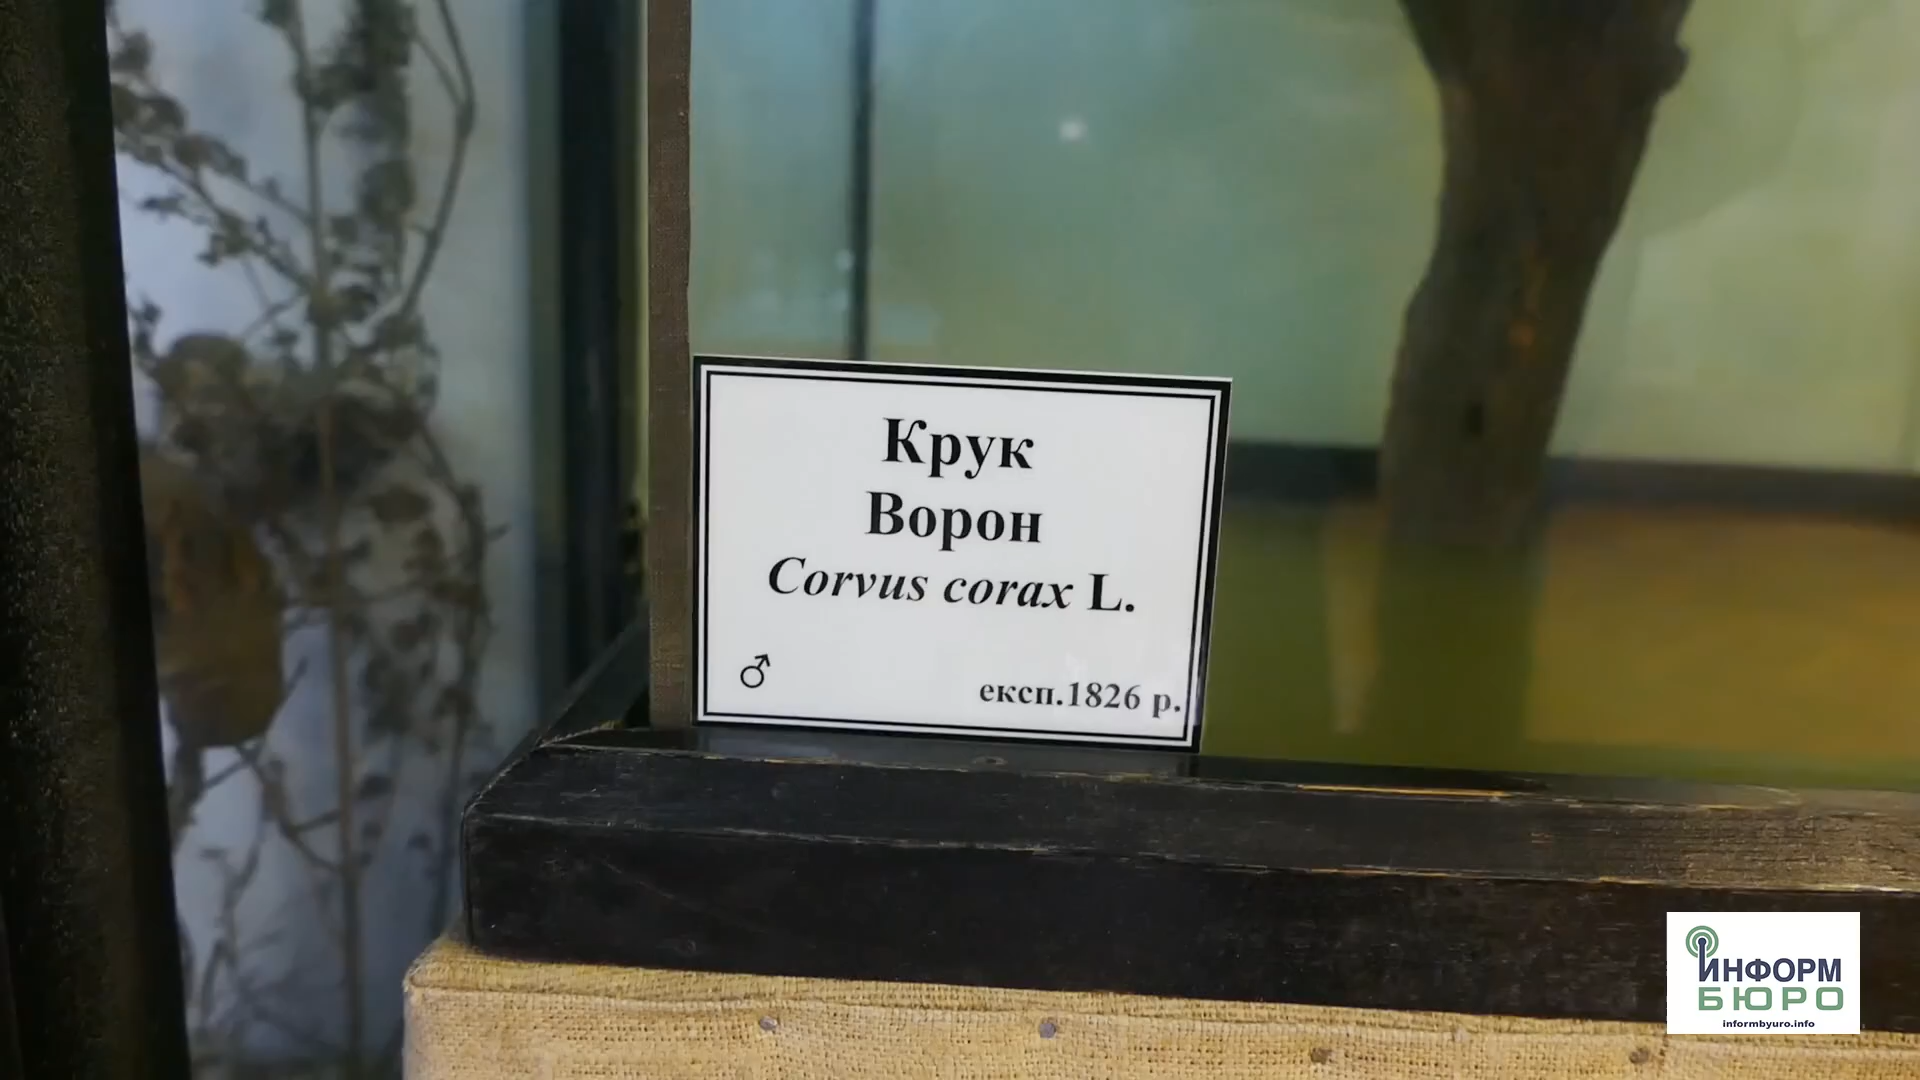 Крук
Ворон
Corvus corax L.
♂
експ.1826 р.
ИНФОРМ
БЮРО
informbyuro.info